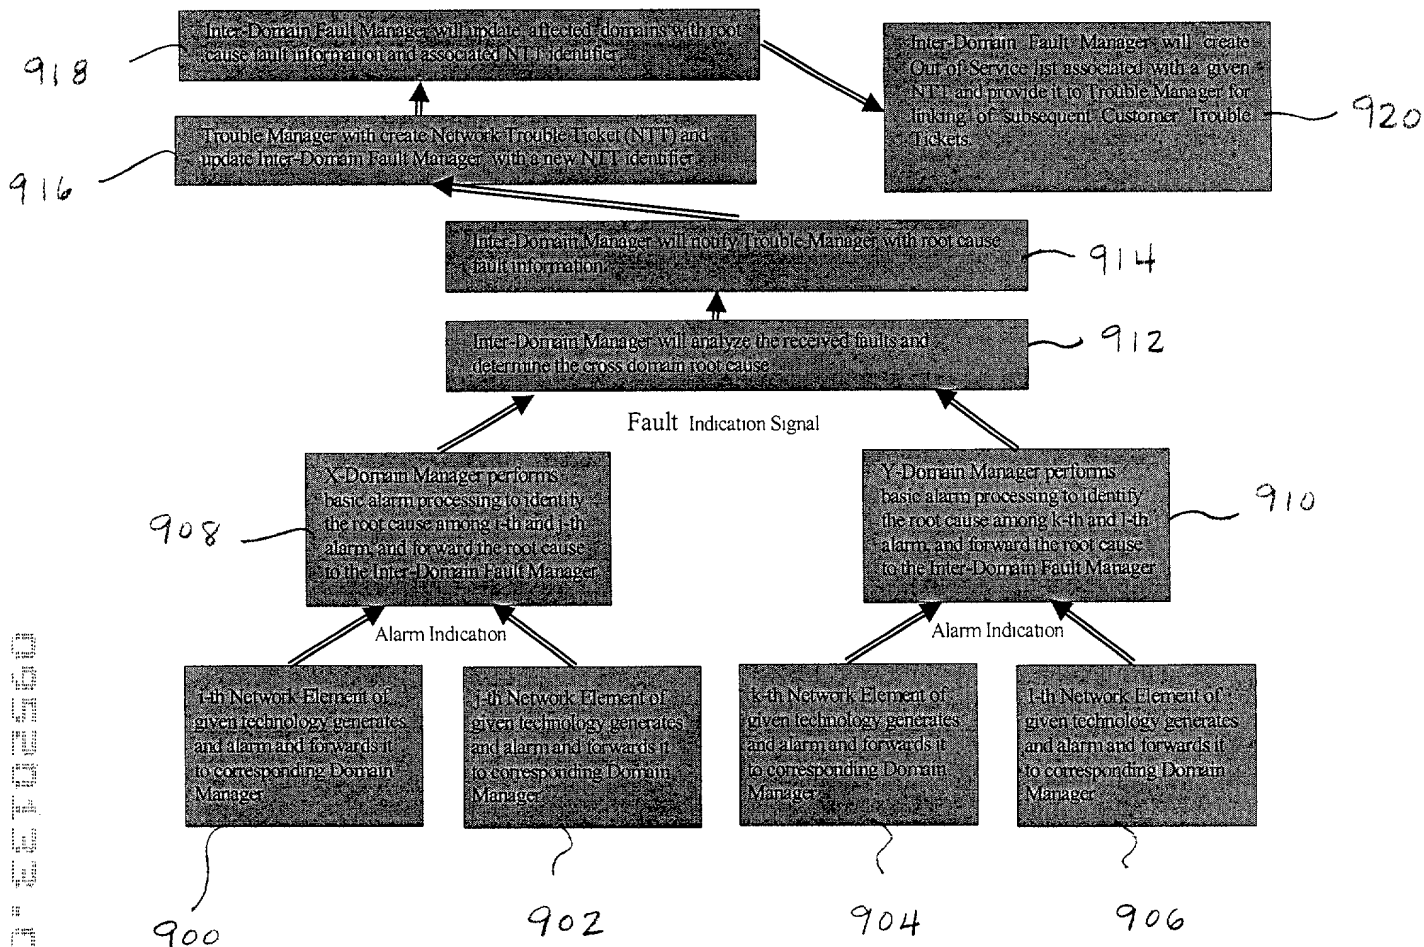 Inter-Domain Fault Manager will update affected domains with root
cause fault information and associated NTT identifier
918
Inter-Domain Fault Manager will create
Out of Service list associated with a given
NTT and provide it to Trouble Manager for
linking of subsequent Customer Trouble
Tickets.
920
Trouble Manager with create Network Trouble Ticket (NTT) and
update Inter-Domain Fault Manager with a new NTT identifier
916
Inter-Domain Manager will notify Trouble Manager with root cause
fault information.
914
Inter-Domain Manager will analyze the received faults and
determine the cross domain root cause
912
Fault Indication Signal
X-Domain Manager performs
basic alarm processing to identify
the root cause among i-th and j-th
alarm, and forward the root cause
to the Inter-Domain Fault Manager
908
Y-Domain Manager performs
basic alarm processing to identify
the root cause among k-th and l-th
alarm, and forward the root cause
to the Inter-Domain Fault Manager
910
Alarm Indication
Alarm Indication
i-th Network Element of
given technology generates
and alarm and forwards it
to corresponding Domain
Manager
j-th Network Element of
given technology generates
and alarm and forwards it
to corresponding Domain
Manager
k-th Network Element of
given technology generates
and alarm and forwards it
to corresponding Domain
Manager
l-th Network Element of
given technology generates
and alarm and forwards it
to corresponding Domain
Manager
900
902
904
906